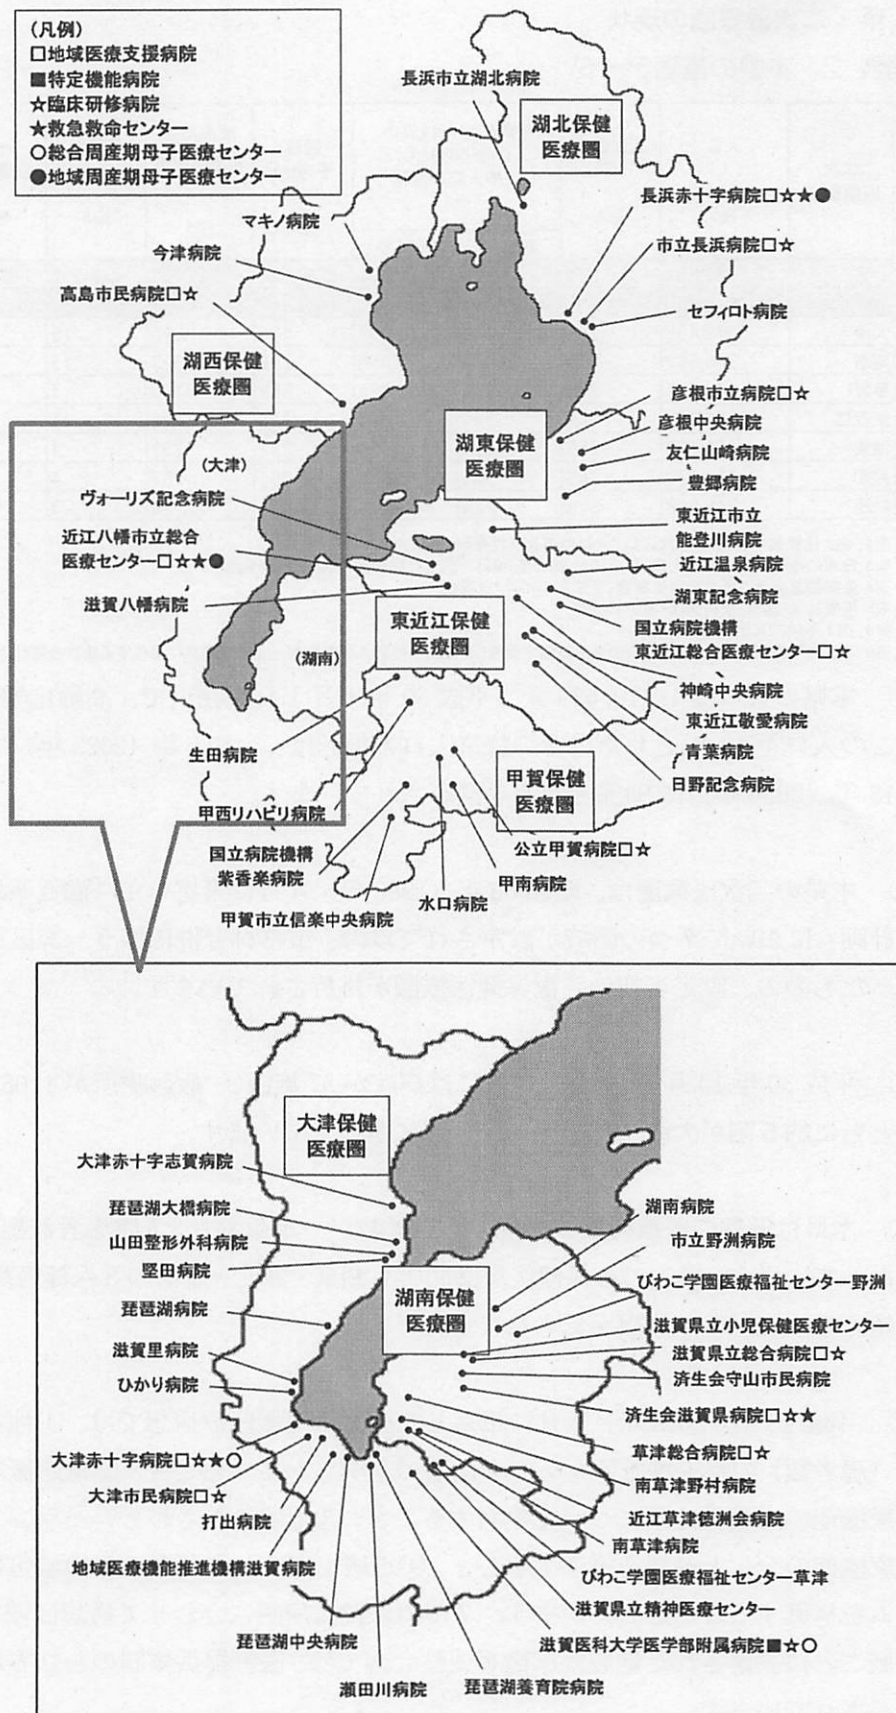 (凡例)
□地域医療支援病院
■特定機能病院
☆臨床研修病院
★救急救命センター
○総合周産期母子医療センター
●地域周産期母子医療センター
長浜市立湖北病院
湖北保健
医療圏
長浜赤十字病院□☆★●
市立長浜病院□☆
セフィロト病院
マキノ病院
今津病院
高島市民病院□☆
湖西保健
医療圏
彦根市立病院□☆
彦根中央病院
友仁山崎病院
豊郷病院
湖東保健
医療圏
(大津)
ヴォーリズ記念病院
近江八幡市立総合
医療センター□☆★●
滋賀八幡病院
東近江市立
能登川病院
近江温泉病院
湖東記念病院
国立病院機構
東近江総合医療センター□☆
神崎中央病院
東近江敬愛病院
青葉病院
日野記念病院
東近江保健
医療圏
(湖南)
生田病院
甲西リハビリ病院
国立病院機構
紫香楽病院
甲賀市立信楽中央病院
水口病院
甲南病院
公立甲賀病院□☆
甲賀保健
医療圏
大津保健
医療圏
大津赤十字志賀病院
琵琶湖大橋病院
山田整形外科病院
堅田病院
琵琶湖病院
滋賀里病院
ひかり病院
大津赤十字病院□☆★○
大津市民病院□☆
打出病院
地域医療機能推進機構滋賀病院
琵琶湖中央病院
瀬田川病院
琵琶湖養育院病院
湖南保健
医療圏
湖南病院
市立野洲病院
びわこ学園医療福祉センター野洲
滋賀県立小児保健医療センター
滋賀県立総合病院□☆
済生会守山市民病院
済生会滋賀県病院□☆★
草津総合病院□☆
南草津野村病院
近江草津徳洲会病院
南草津病院
びわこ学園医療福祉センター草津
滋賀県立精神医療センター
滋賀医科大学医学部附属病院■☆○